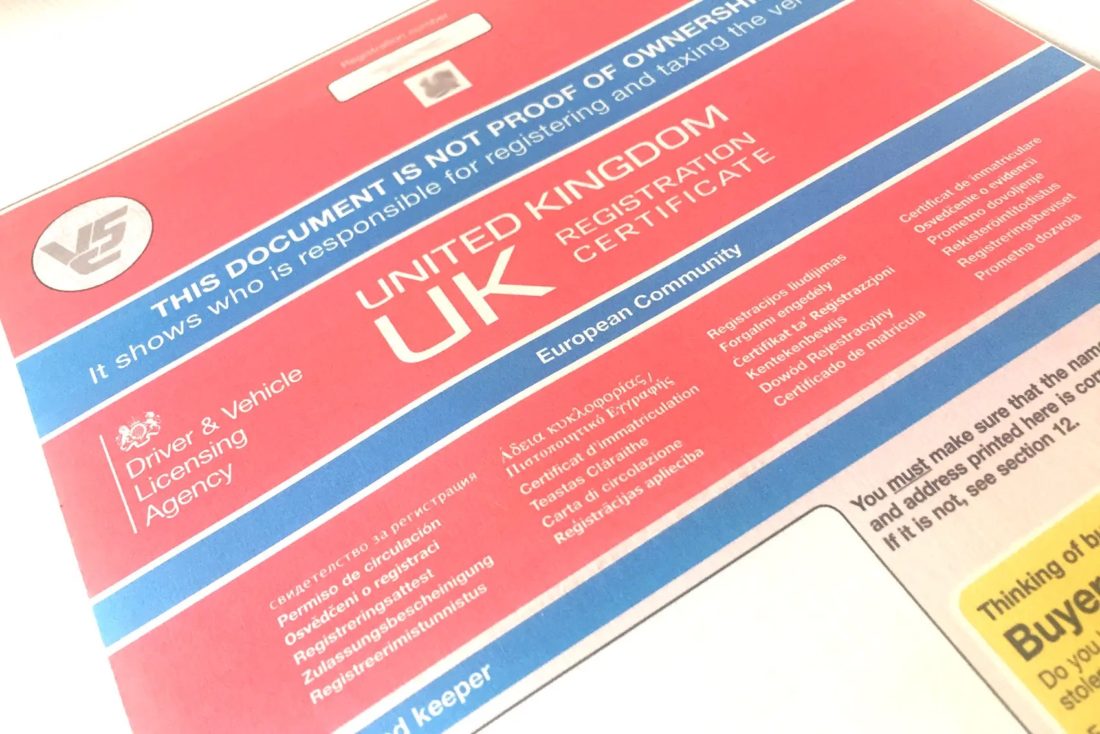 Registration number
THIS DOCUMENT IS NOT PROOF OF OWNERSHI
It shows who is responsible for registering and taxing the ve
V5C
UNITED KINGDOM
UK
REGISTRATION
CERTIFICATE
Driver & Vehicle
Licensing
Agency
European Community
свидетелство за регистрация
Permiso de circulación
Osvědčení o registraci
Registreringsattest
Zulassungsbescheinigung
Registreerimistunnistus
Άδεια κυκλοφορίας/
Πιστοποιητικό Εγγραφής
Certificat d'immatriculation
Teastas Cláraithe
Carta di circolazione
Reģistrācijas apliecība
Registracijos liudijimas
Forgalmi engedély
Certifikat ta' Reġistrazzjoni
Kentekenbewijs
Dowód Rejestracyjny
Certificado de matrícula
Certificat de inmatriculare
Osvedčenie o evidencii
Prometno dovoljenje
Rekisteröintitodistus
Registreringsbeviset
Prometna dozvola
You must make sure that the name
and address printed here is
If it is not, see section 12.
Thinking of
Buyer
Do you
stole
d keeper